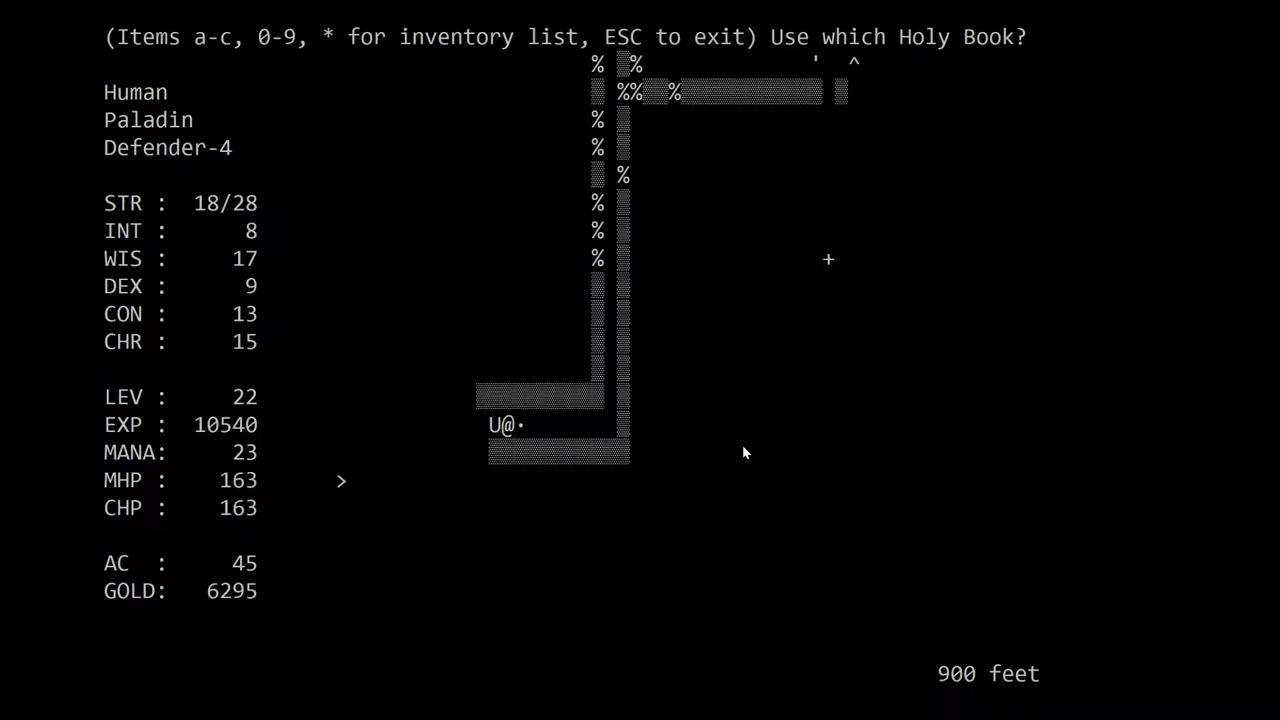 (Items a-c, 0-9, * for inventory list, ESC to exit) Use which Holy Book?
% ▒% ' ^
Human ▒ %%▒▒%▒▒▒▒▒▒▒▒▒▒▒ ▒
Paladin % ▒
Defender-4 % ▒
▒ %
STR : 18/28 % ▒
INT : 8 % ▒
WIS : 17 % ▒ +
DEX : 9 ▒ ▒
CON : 13 ▒ ▒
CHR : 15 ▒ ▒
LEV : 22 ▒▒▒▒▒▒▒▒▒▒ ▒
EXP : 10540 U@· ▒
MANA: 23 ▒▒▒▒▒▒▒▒▒▒▒
MHP : 163 >
CHP : 163
AC : 45
GOLD: 6295
900 feet